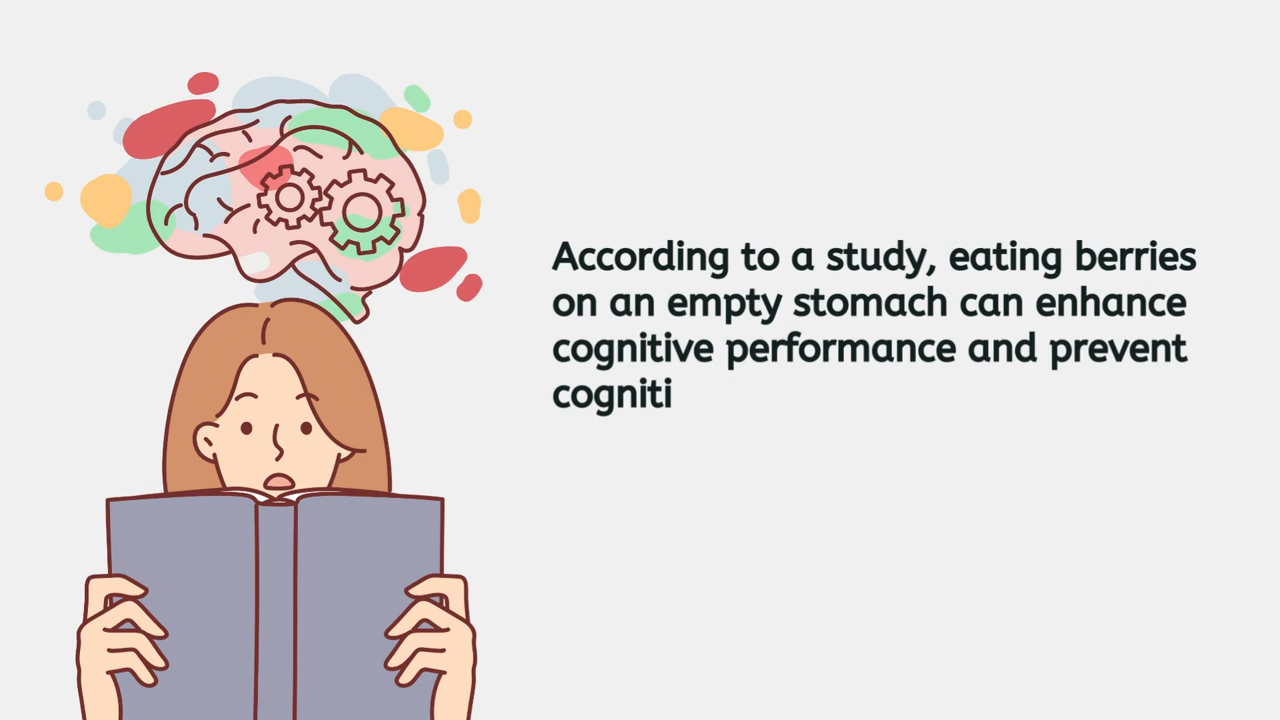 According to a study, eating berries
on an empty stomach can enhance
cognitive performance and prevent
cogniti